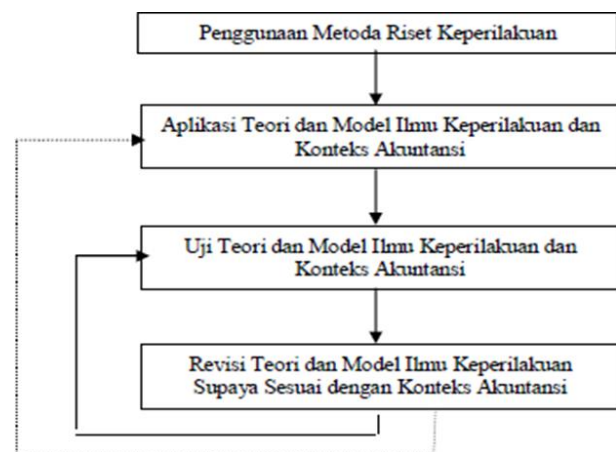 Penggunaan Metoda Riset Keperilakuan
Aplikasi Teori dan Model Ilmu Keperilakuan dan
Konteks Akuntansi
Uji Teori dan Model Ilmu Keperilakuan dan
Konteks Akuntansi
Revisi Teori dan Model Ilmu Keperilakuan
Supaya Sesuai dengan Konteks Akuntansi